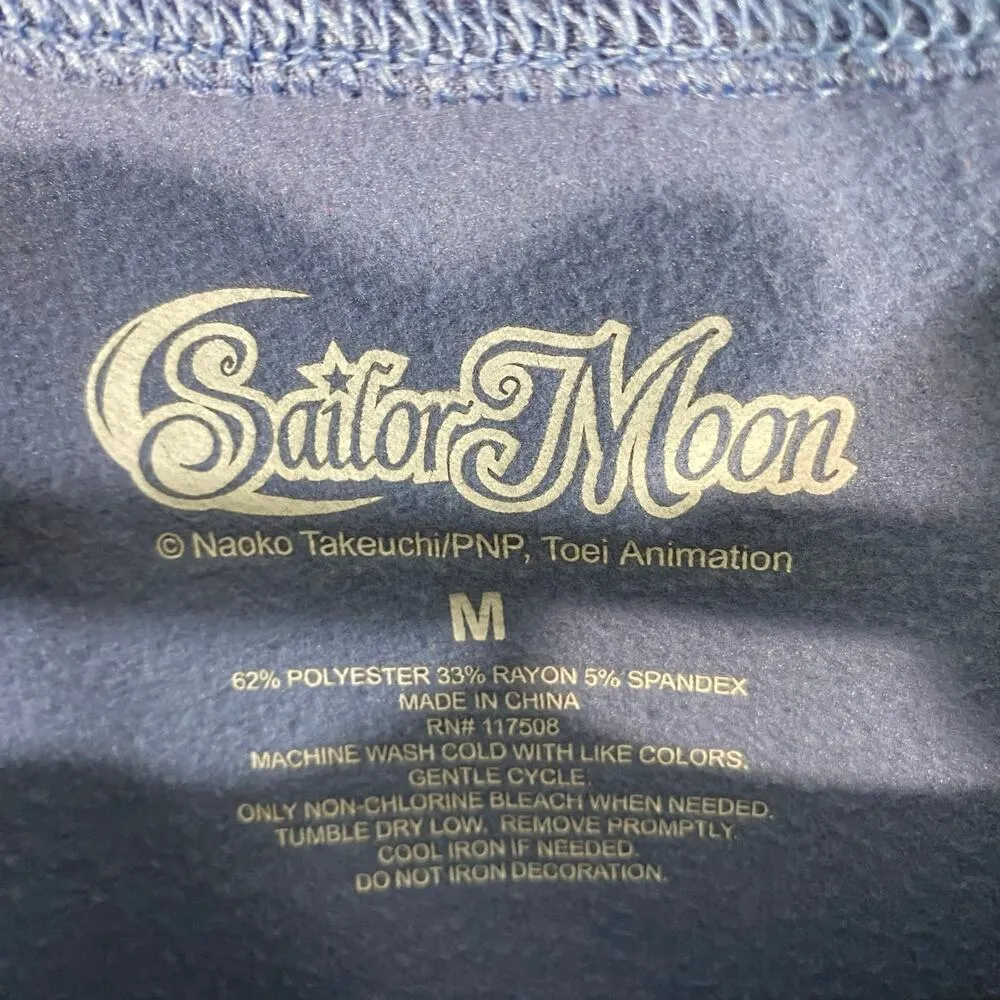 Sailor Moon
© Naoko Takeuchi/PNP, Toei Animation
M
62% POLYESTER 33% RAYON 5% SPANDEX
MADE IN CHINA
RN# 117508
MACHINE WASH COLD WITH LIKE COLORS,
GENTLE CYCLE.
ONLY NON-CHLORINE BLEACH WHEN NEEDED.
TUMBLE DRY LOW. REMOVE PROMPTLY.
COOL IRON IF NEEDED.
DO NOT IRON DECORATION.